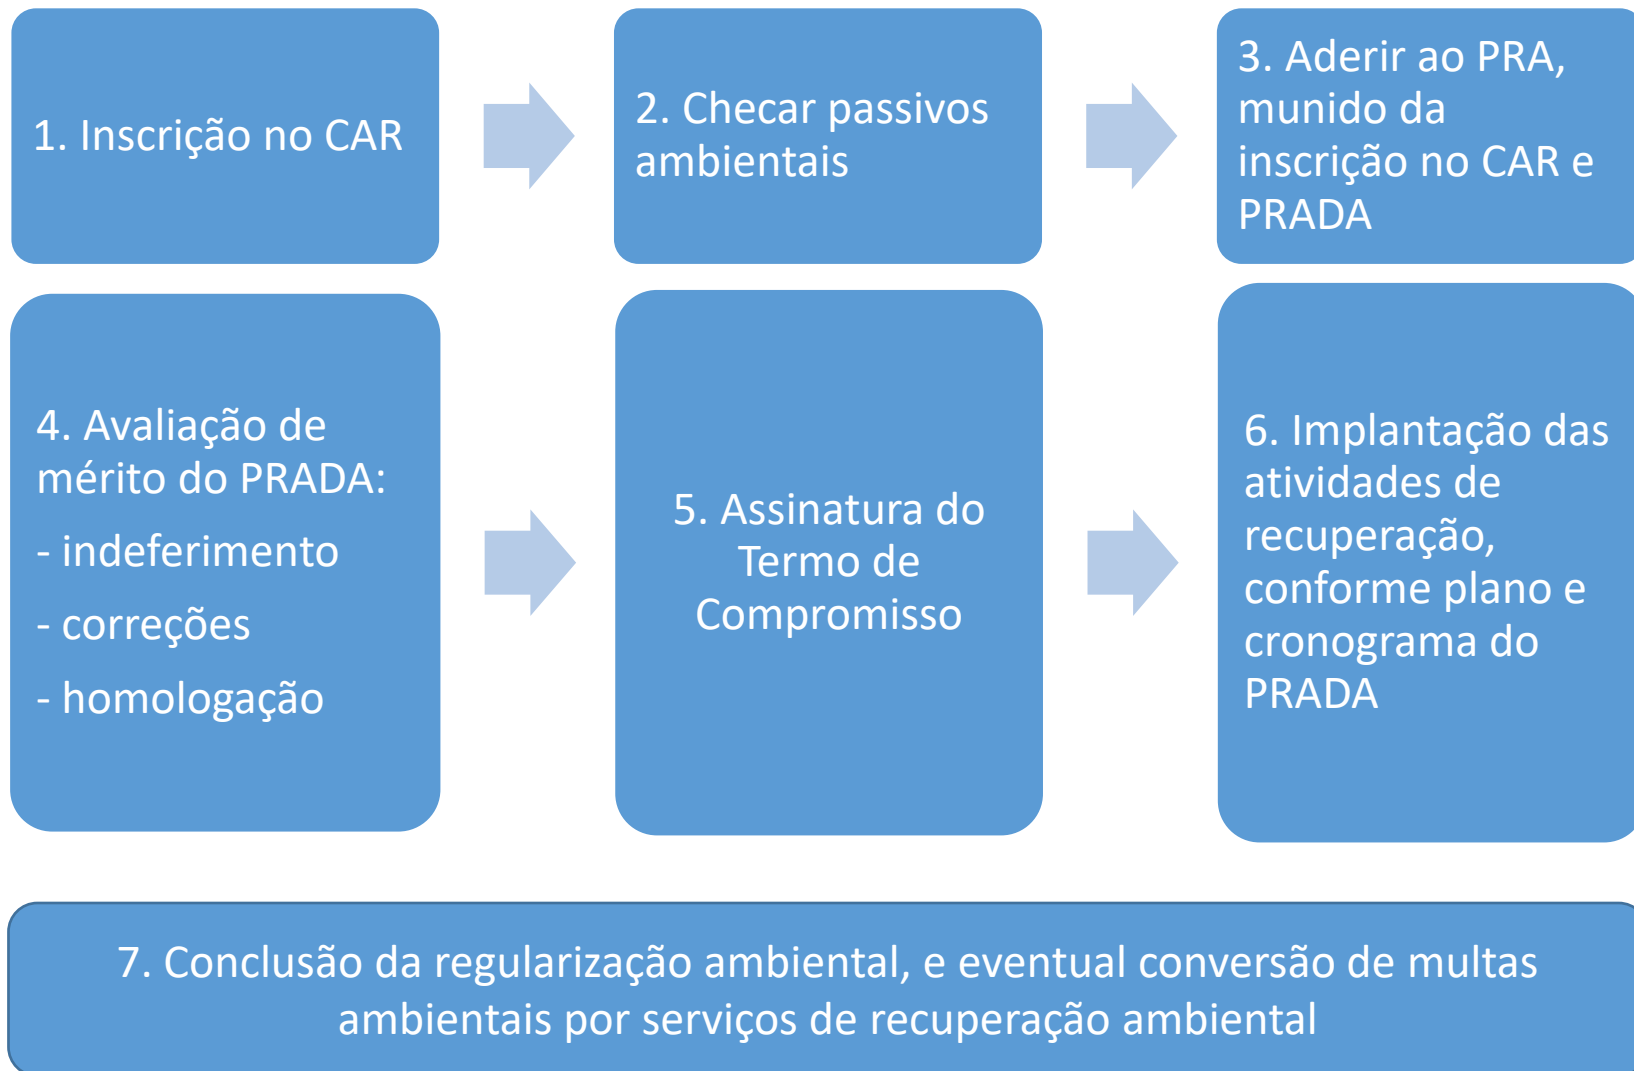 1. Inscrição no CAR
2. Checar passivos
ambientais
3. Aderir ao PRA,
munido da
inscrição no CAR e
PRADA
4. Avaliação de
mérito do PRADA:
- indeferimento
- correções
- homologação
5. Assinatura do
Termo de
Compromisso
6. Implantação das
atividades de
recuperação,
conforme plano e
cronograma do
PRADA
7. Conclusão da regularização ambiental, e eventual conversão de multas
ambientais por serviços de recuperação ambiental